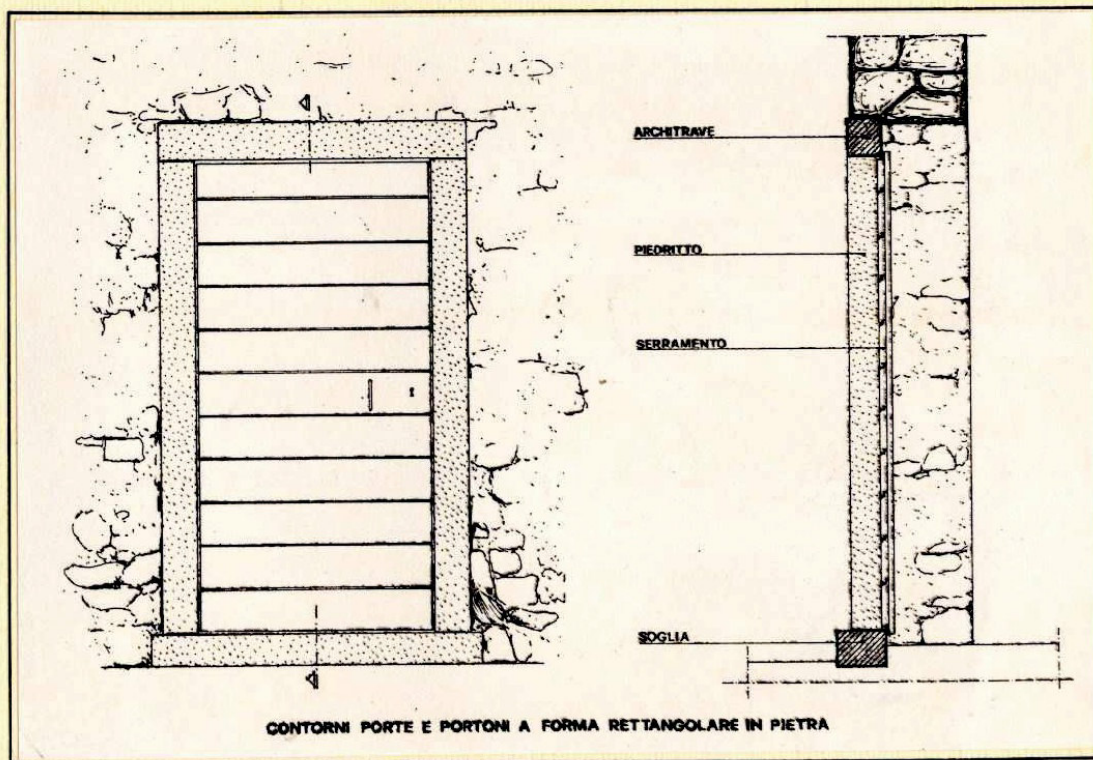 ARCHITRAVE
PIEDRITTO
SERRAMENTO
SOGLIA
CONTORNI PORTE E PORTONI A FORMA RETTANGOLARE IN PIETRA